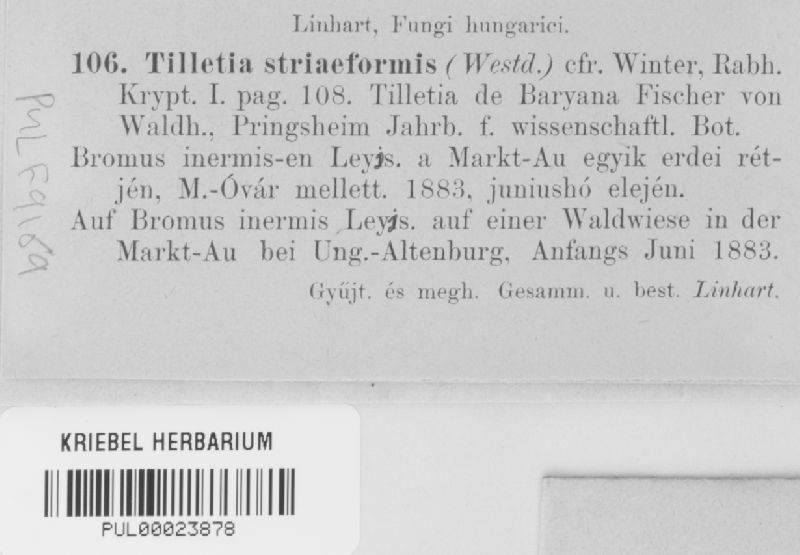 Linhart, Fungi hungarici.
106. Tilletia striaeformis (Westd.) cfr. Winter, Rabh.
Krypt. I. pag. 108. Tilletia de Baryana Fischer von
Waldh., Pringsheim Jahrb. f. wissenschaftl. Bot.
Bromus inermis-en Leyss. a Markt-Au egyik erdei rét-
jén, M.-Óvár mellett. 1883. juniushó elején.
Auf Bromus inermis Leyss. auf einer Waldwiese in der
Markt-Au bei Ung.-Altenburg, Anfangs Juni 1883.
Gyűjt. és megh. Gesamm. u. best. Linhart.
KRIEBEL HERBARIUM
PUL00023878